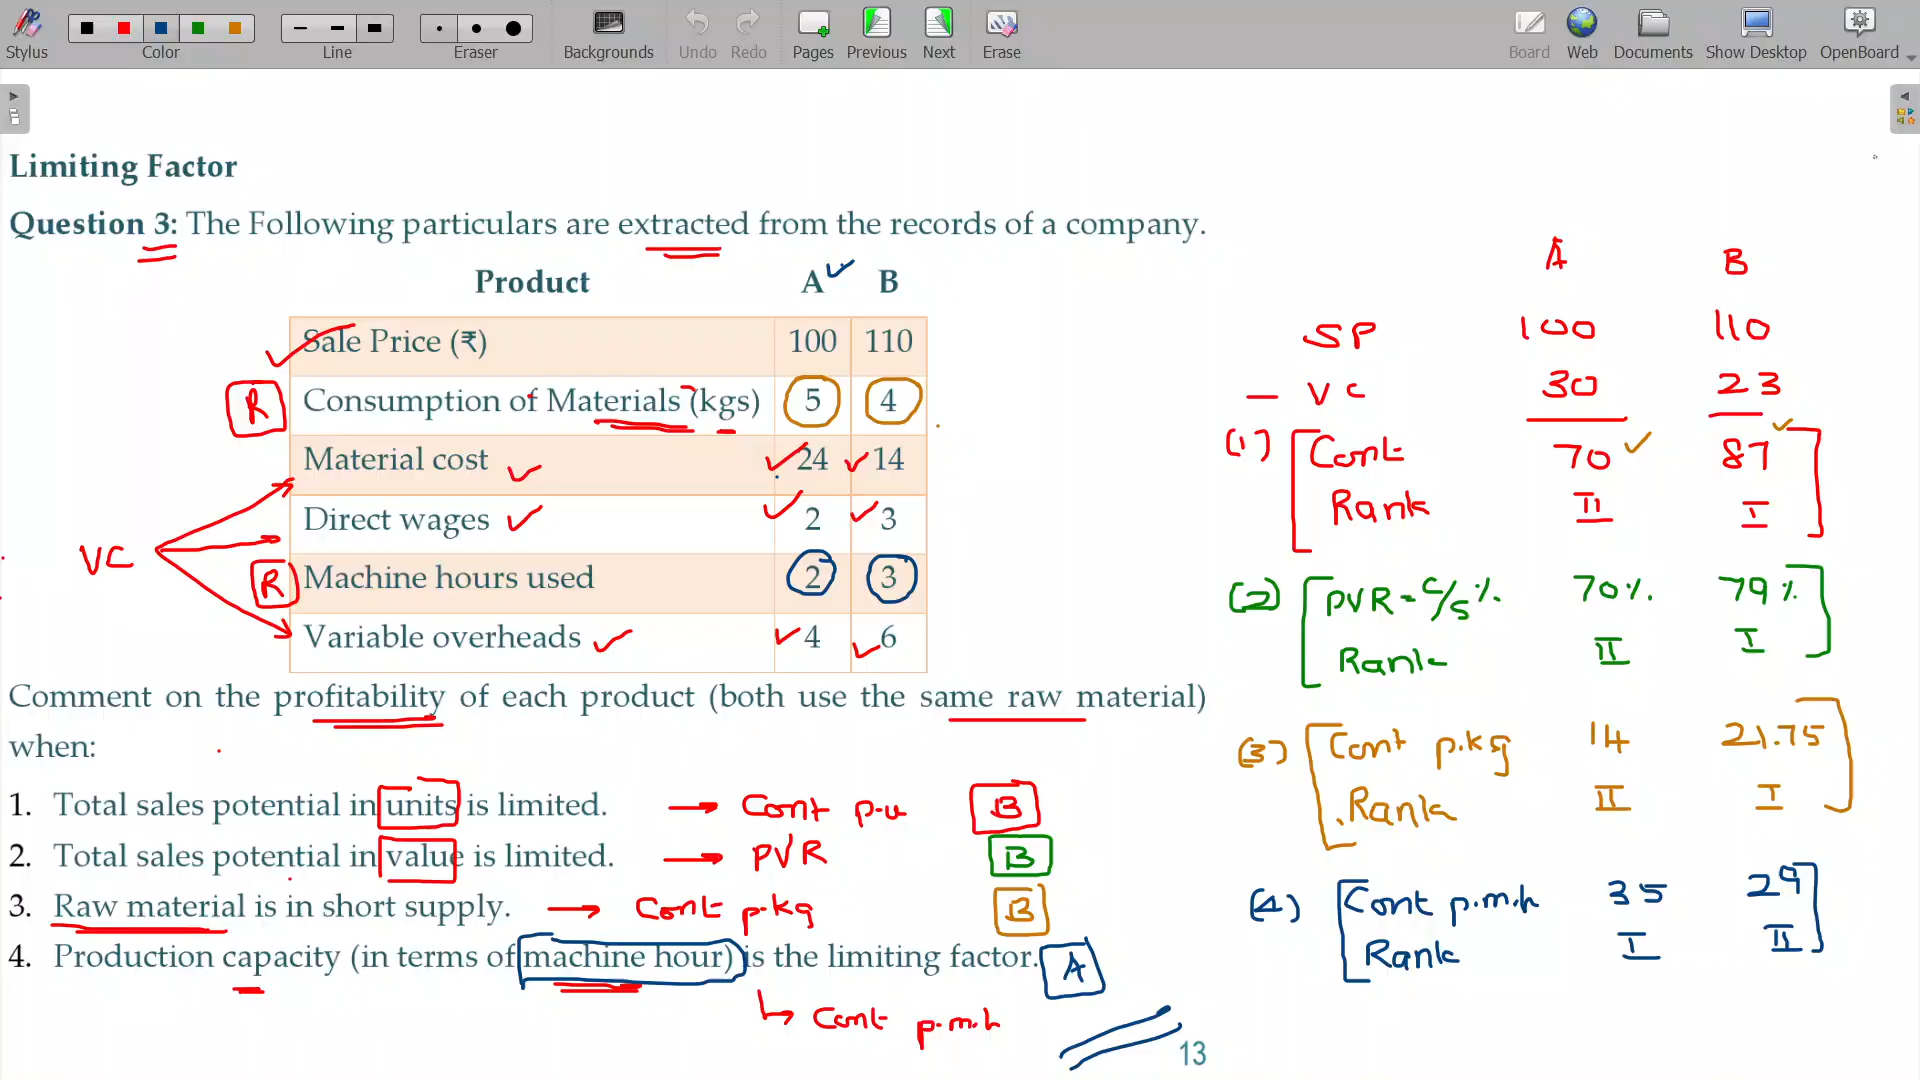 Stylus
Color
Line
Eraser
Backgrounds
Undo
Redo
Pages
Previous
Next
Erase
Board
Web
Documents
Show Desktop
OpenBoard
Limiting Factor
Question 3: The Following particulars are extracted from the records of a company.
Product A B
Sale Price (₹) 100 110
R Consumption of Materials (kgs) 5 4
Material cost 24 14
Direct wages 2 3
VC
R Machine hours used 2 3
Variable overheads 4 6
Comment on the profitability of each product (both use the same raw material)
when:
1. Total sales potential in units is limited. → Cont p.u B
2. Total sales potential in value is limited. → PVR B
3. Raw material is in short supply. → Cont p.kg B
4. Production capacity (in terms of machine hour) is the limiting factor. A
↳ Cont p.m.h
13
A B
SP 100 110
- VC 30 23
(1) Cont 70 87
Rank II I
(2) PVR = C/S % 70% 79%
Rank II I
(3) Cont p.kg 14 21.75
Rank II I
(4) Cont p.m.h 35 29
Rank I II